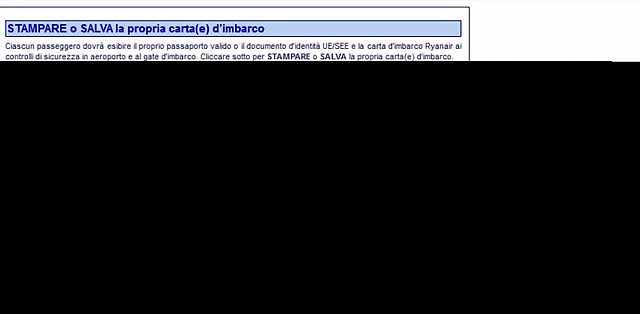 STAMPARE o SALVA la propria carta(e) d'imbarco
Ciascun passeggero dovrà esibire il proprio passaporto valido o il documento d'identità UE/SEE e la carta d'imbarco Ryanair ai
controlli di sicurezza in aeroporto e al gate d'imbarco. Cliccare sotto per STAMPARE o SALVA la propria carta(e) d'imbarco.